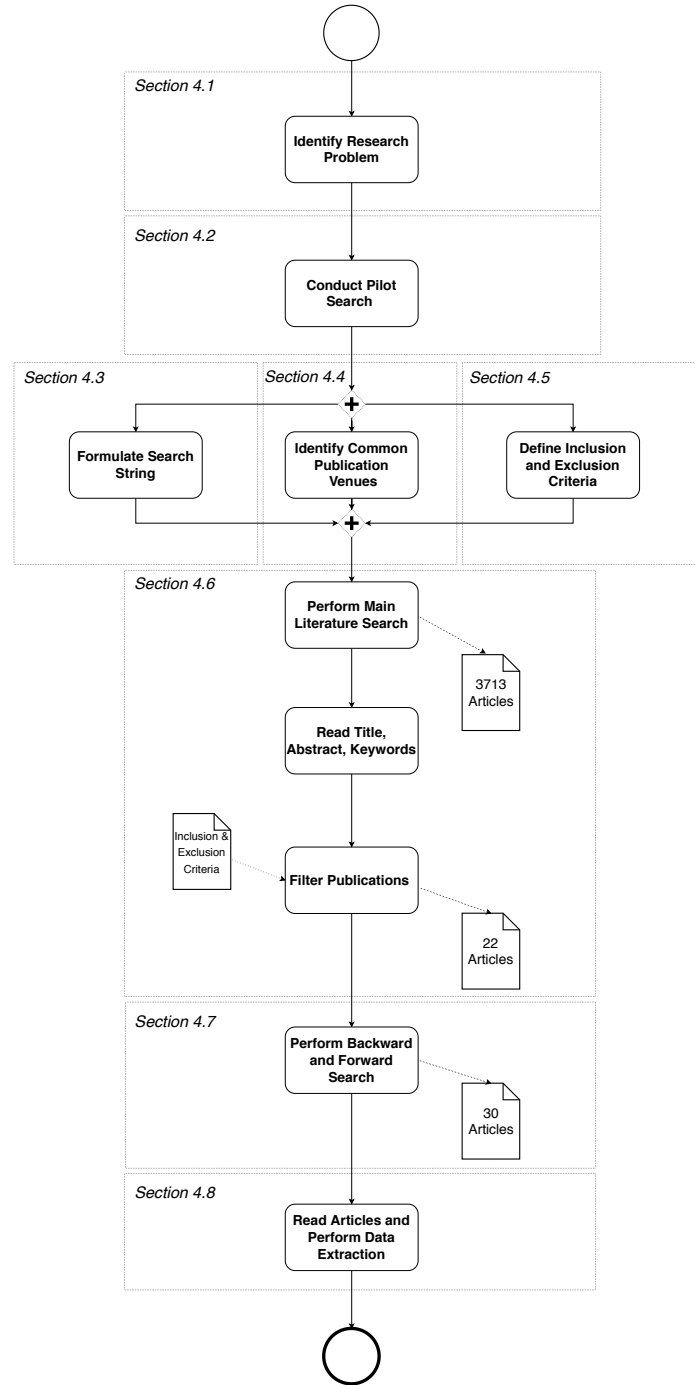 Section 4.1
Identify Research
Problem
Section 4.2
Conduct Pilot
Search
Section 4.3
Section 4.4
Section 4.5
Formulate Search
String
Identify Common
Publication
Venues
Define Inclusion
and Exclusion
Criteria
Section 4.6
Perform Main
Literature Search
3713
Articles
Read Title,
Abstract, Keywords
Inclusion &
Exclusion
Criteria
Filter Publications
22
Articles
Section 4.7
Perform Backward
and Forward
Search
30
Articles
Section 4.8
Read Articles and
Perform Data
Extraction